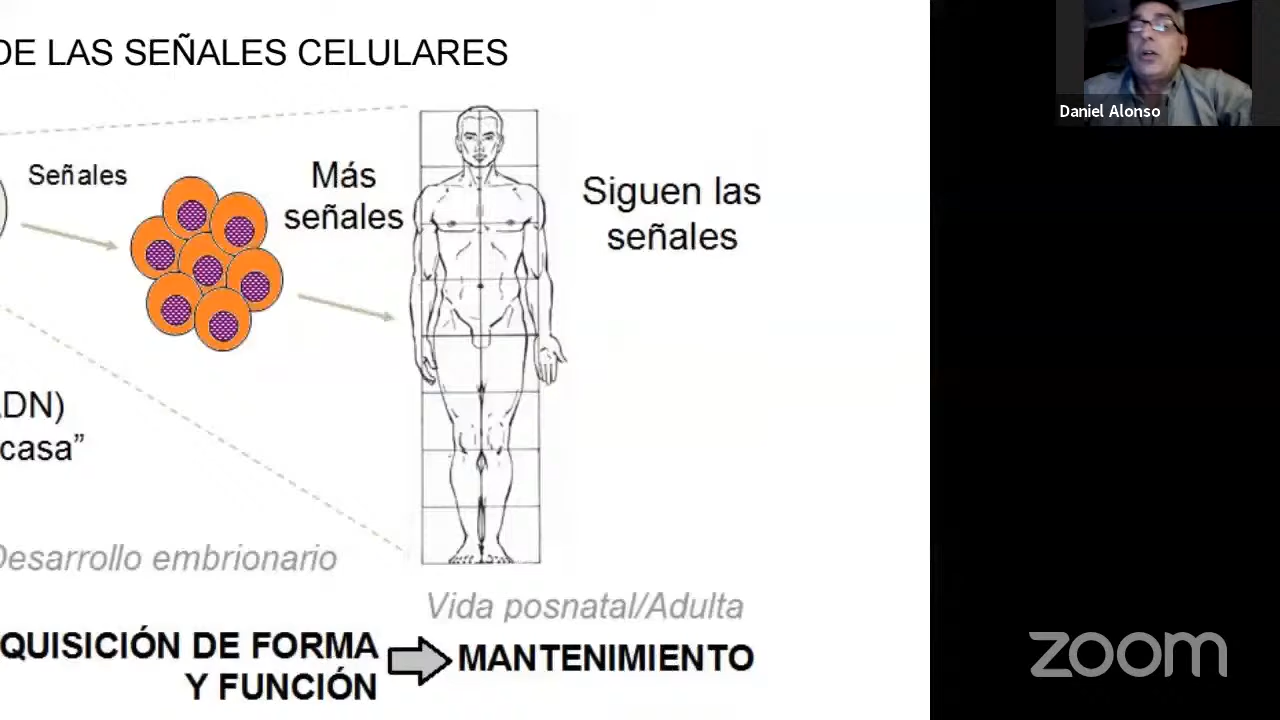 DE LAS SEÑALES CELULARES
Daniel Alonso
Señales
Más
señales
Siguen las
señales
ADN)
casa”
Desarrollo embrionario
Vida posnatal/Adulta
QUISICIÓN DE FORMA
Y FUNCIÓN
MANTENIMIENTO
zoom